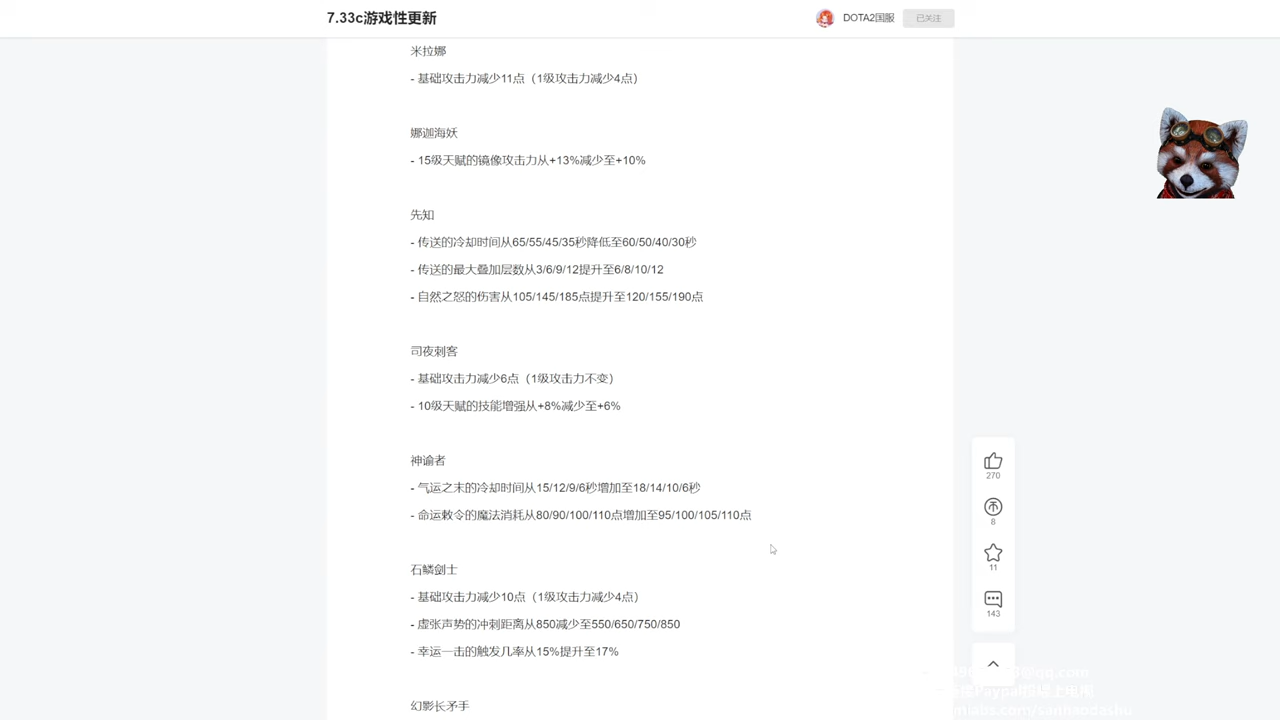 7.33c游戏性更新
DOTA2国服
已关注
米拉娜
- 基础攻击力减少11点（1级攻击力减少4点）
娜迦海妖
- 15级天赋的镜像攻击力从+13%减少至+10%
先知
- 传送的冷却时间从65/55/45/35秒降低至60/50/40/30秒
- 传送的最大叠加层数从3/6/9/12提升至6/8/10/12
- 自然之怒的伤害从105/145/185点提升至120/155/190点
司夜刺客
- 基础攻击力减少6点（1级攻击力不变）
- 10级天赋的技能增强从+8%减少至+6%
神谕者
- 气运之末的冷却时间从15/12/9/6秒增加至18/14/10/6秒
- 命运敕令的魔法消耗从80/90/100/110点增加至95/100/105/110点
石鳞剑士
- 基础攻击力减少10点（1级攻击力减少4点）
- 虚张声势的冲刺距离从850减少至550/650/750/850
- 幸运一击的触发几率从15%提升至17%
幻影长矛手
270
8
11
143
@qq.com